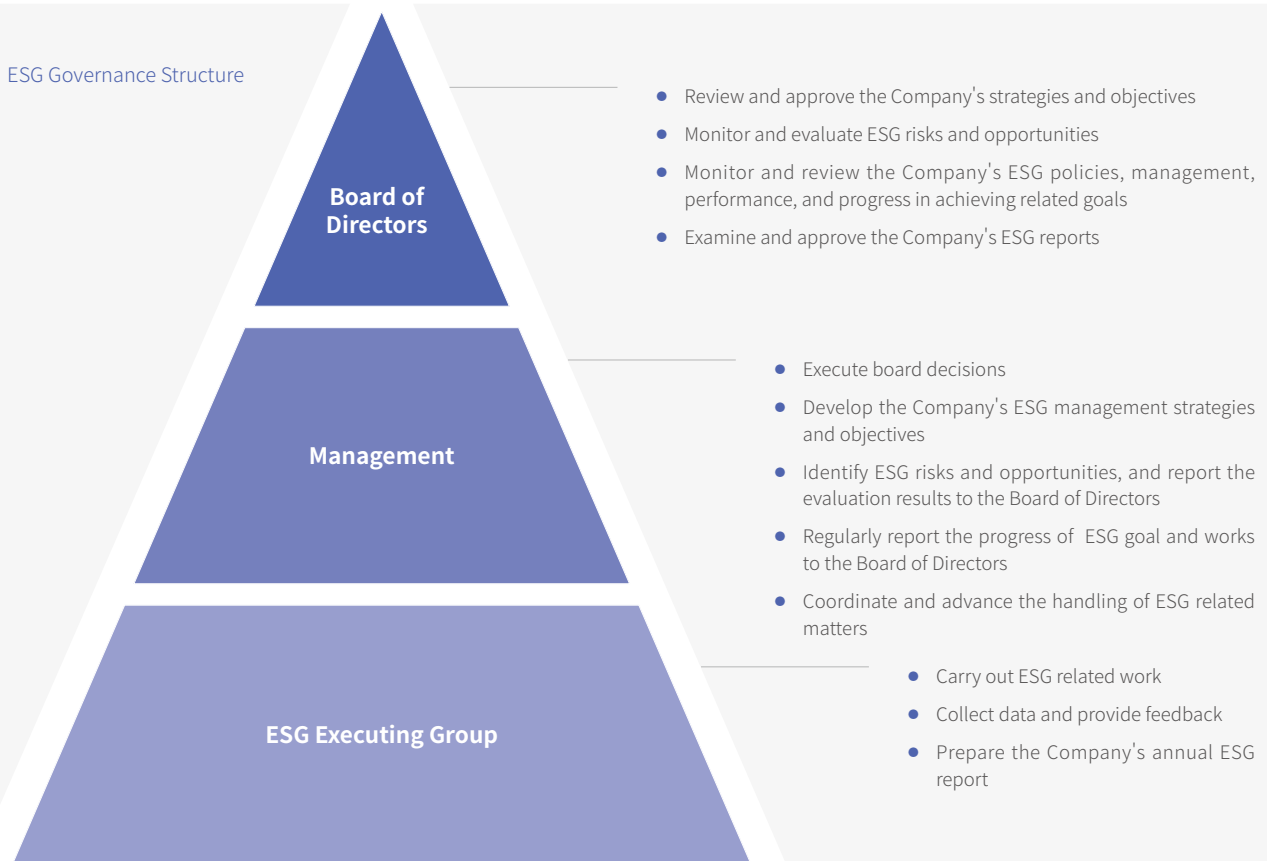 ESG Governance Structure
Board of
Directors
● Review and approve the Company's strategies and objectives
● Monitor and evaluate ESG risks and opportunities
● Monitor and review the Company's ESG policies, management,
performance, and progress in achieving related goals
● Examine and approve the Company's ESG reports
Management
● Execute board decisions
● Develop the Company's ESG management strategies
and objectives
● Identify ESG risks and opportunities, and report the
evaluation results to the Board of Directors
● Regularly report the progress of ESG goal and works
to the Board of Directors
● Coordinate and advance the handling of ESG related
matters
ESG Executing Group
● Carry out ESG related work
● Collect data and provide feedback
● Prepare the Company's annual ESG
report